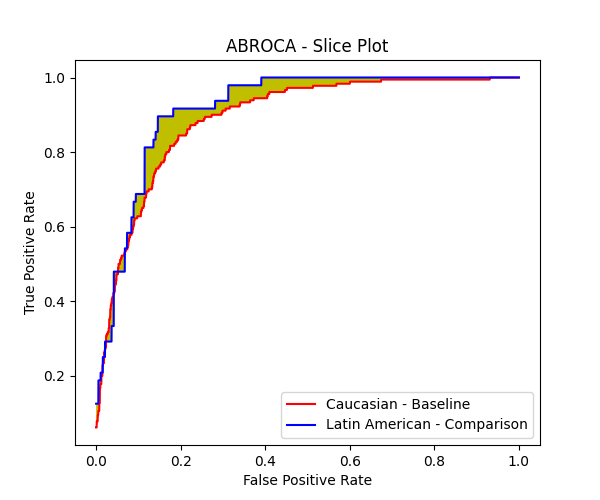 ABROCA - Slice Plot
True Positive Rate
1.0
0.8
0.6
0.4
0.2
0.0 0.2 0.4 0.6 0.8 1.0
False Positive Rate
Caucasian - Baseline
Latin American - Comparison